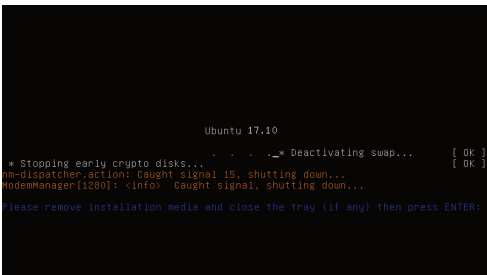 Ubuntu 17.10
. . . ._* Deactivating swap... [ OK ]
* Stopping early crypto disks... [ OK ]
nm-dispatcher.action: Caught signal 15, shutting down...
ModemManager[1280]: <info> Caught signal, shutting down...
Please remove installation media and close the tray (if any) then press ENTER: